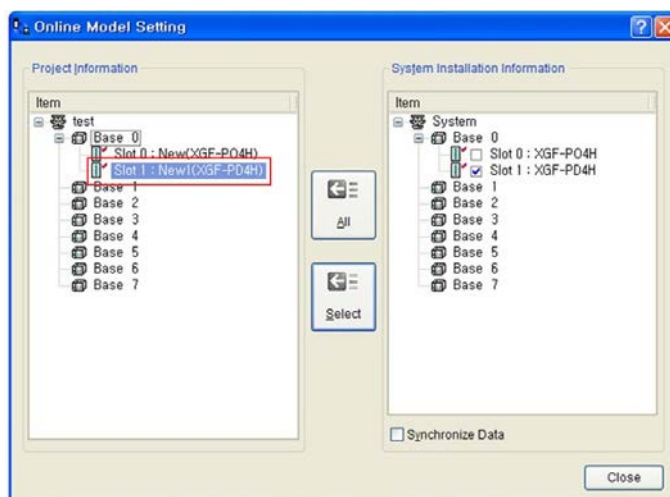 Online Model Setting
Project Information
Item
test
Base 0
Slot 0 : New(XGF-PO4H)
Slot 1 : New1(XGF-PD4H)
Base 1
Base 2
Base 3
Base 4
Base 5
Base 6
Base 7
All
Select
System Installation Information
Item
System
Base 0
Slot 0 : XGF-PO4H
Slot 1 : XGF-PD4H
Base 1
Base 2
Base 3
Base 4
Base 5
Base 6
Base 7
Synchronize Data
Close